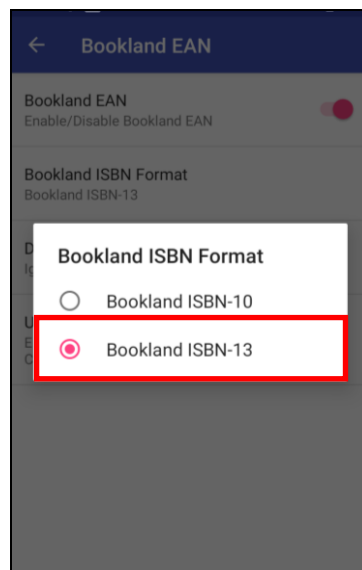 Bookland EAN
Bookland EAN
Enable/Disable Bookland EAN
Bookland ISBN Format
Bookland ISBN-13
Bookland ISBN Format
Bookland ISBN-10
Bookland ISBN-13